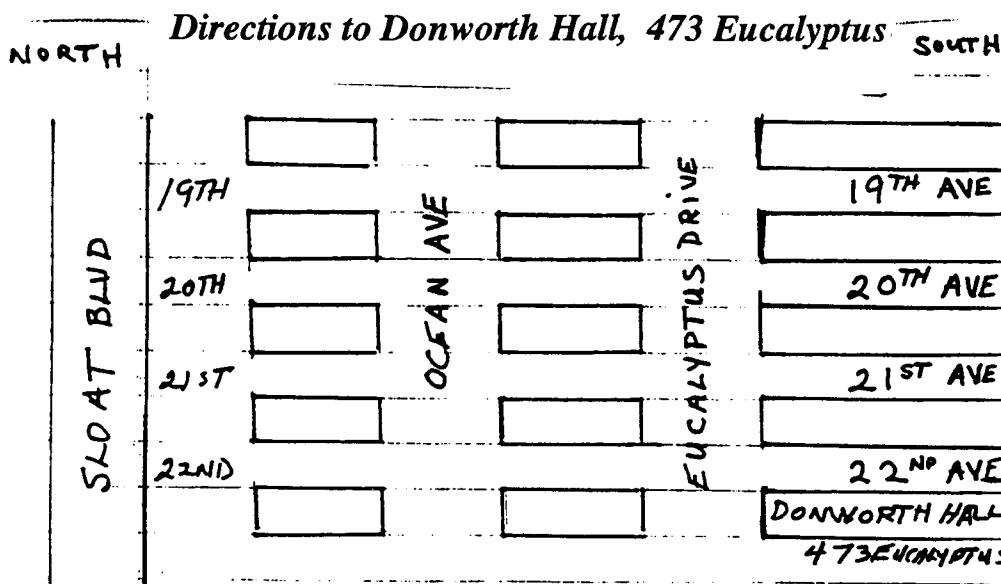 Directions to Donworth Hall, 473 Eucalyptus
NORTH
SOUTH
19TH
19TH AVE
20TH
20TH AVE
21ST
21ST AVE
22ND
22ND AVE
SLOAT BLVD
OCEAN AVE
EUCALYPTUS DRIVE
DONWORTH HALL
473 EUCALYPTUS